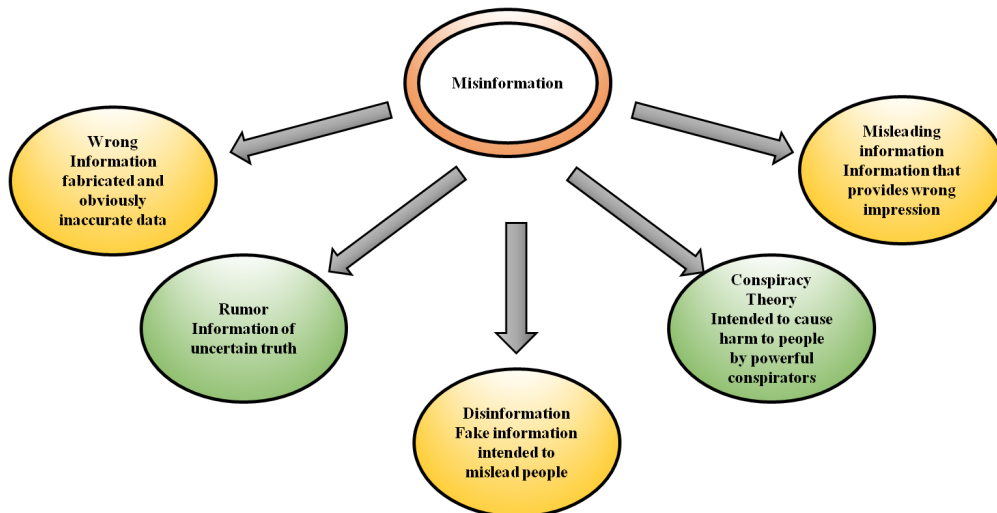 Misinformation
Wrong
Information
fabricated and
obviously
inaccurate data
Rumor
Information of
uncertain truth
Disinformation
Fake information
intended to
mislead people
Conspiracy
Theory
Intended to cause
harm to people
by powerful
conspirators
Misleading
information
Information that
provides wrong
impression